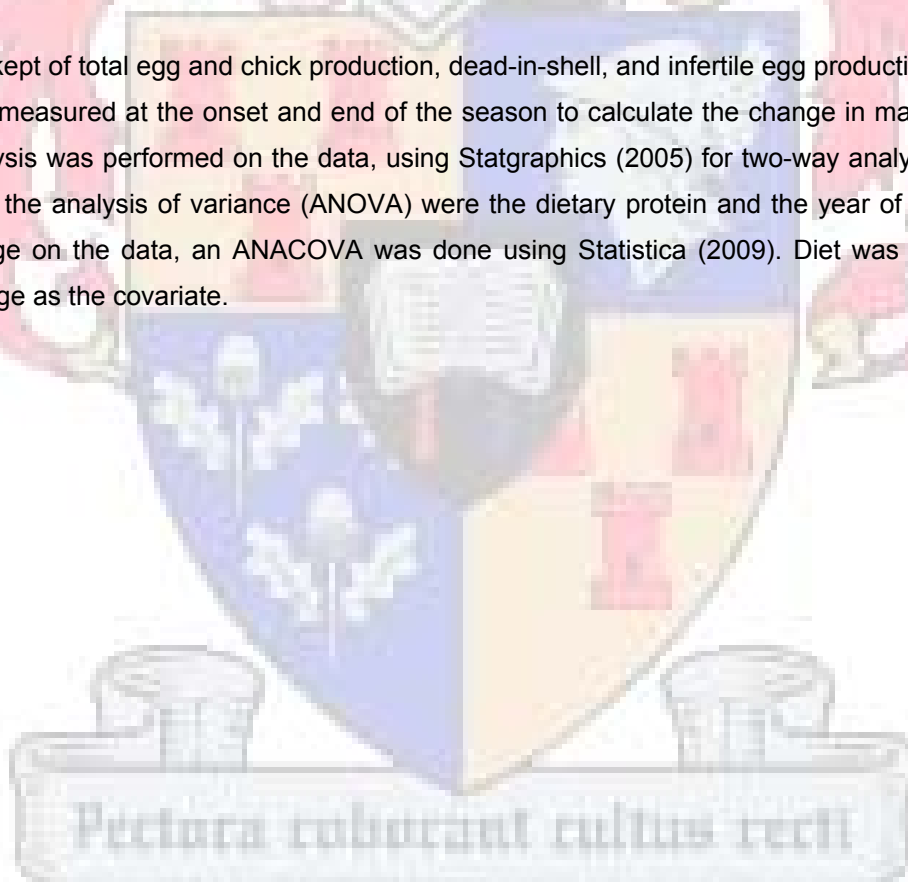 kept of total egg and chick production, dead-in-shell, and infertile egg producti
measured at the onset and end of the season to calculate the change in ma
ysis was performed on the data, using Statgraphics (2005) for two-way analy
the analysis of variance (ANOVA) were the dietary protein and the year of
ge on the data, an ANACOVA was done using Statistica (2009). Diet was
ge as the covariate.
Pectora roborant cultus recti